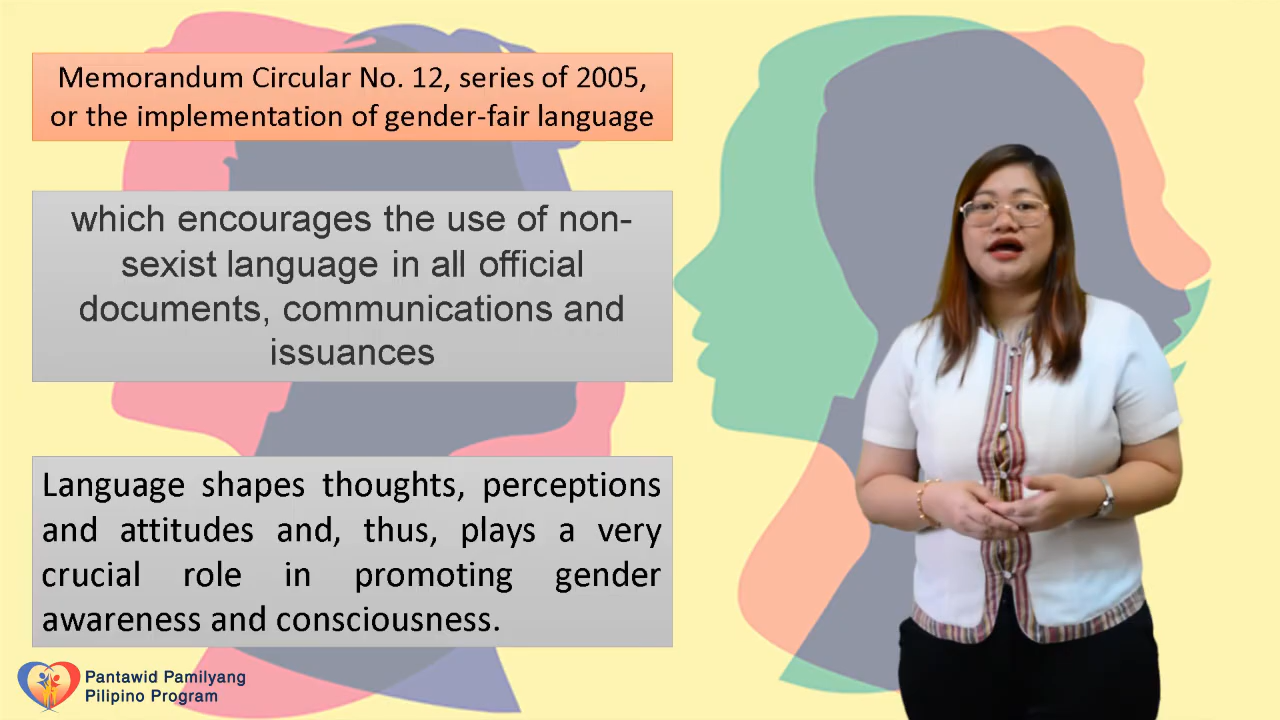 Memorandum Circular No. 12, series of 2005,
or the implementation of gender-fair language
which encourages the use of non-
sexist language in all official
documents, communications and
issuances
Language shapes thoughts, perceptions
and attitudes and, thus, plays a very
crucial role in promoting gender
awareness and consciousness.
Pantawid Pamilyang
Pilipino Program